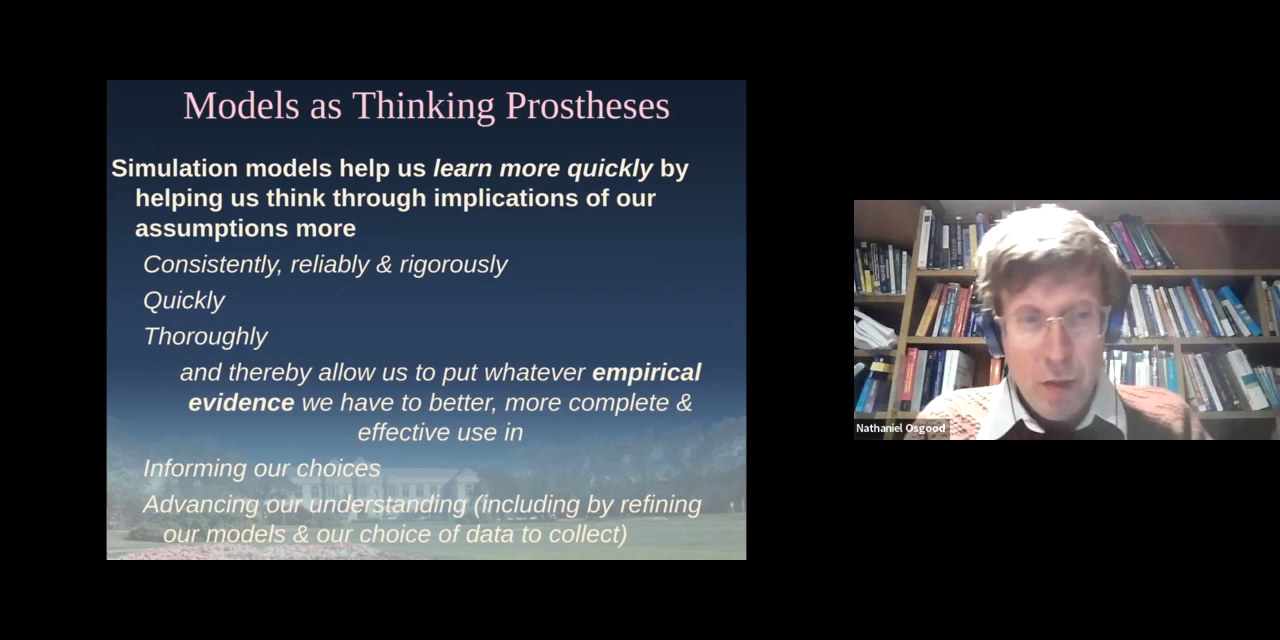 Models as Thinking Prostheses
Simulation models help us learn more quickly by
helping us think through implications of our
assumptions more
Consistently, reliably & rigorously
Quickly
Thoroughly
and thereby allow us to put whatever empirical
evidence we have to better, more complete &
effective use in
Informing our choices
Advancing our understanding (including by refining
our models & our choice of data to collect)
Nathaniel Osgood